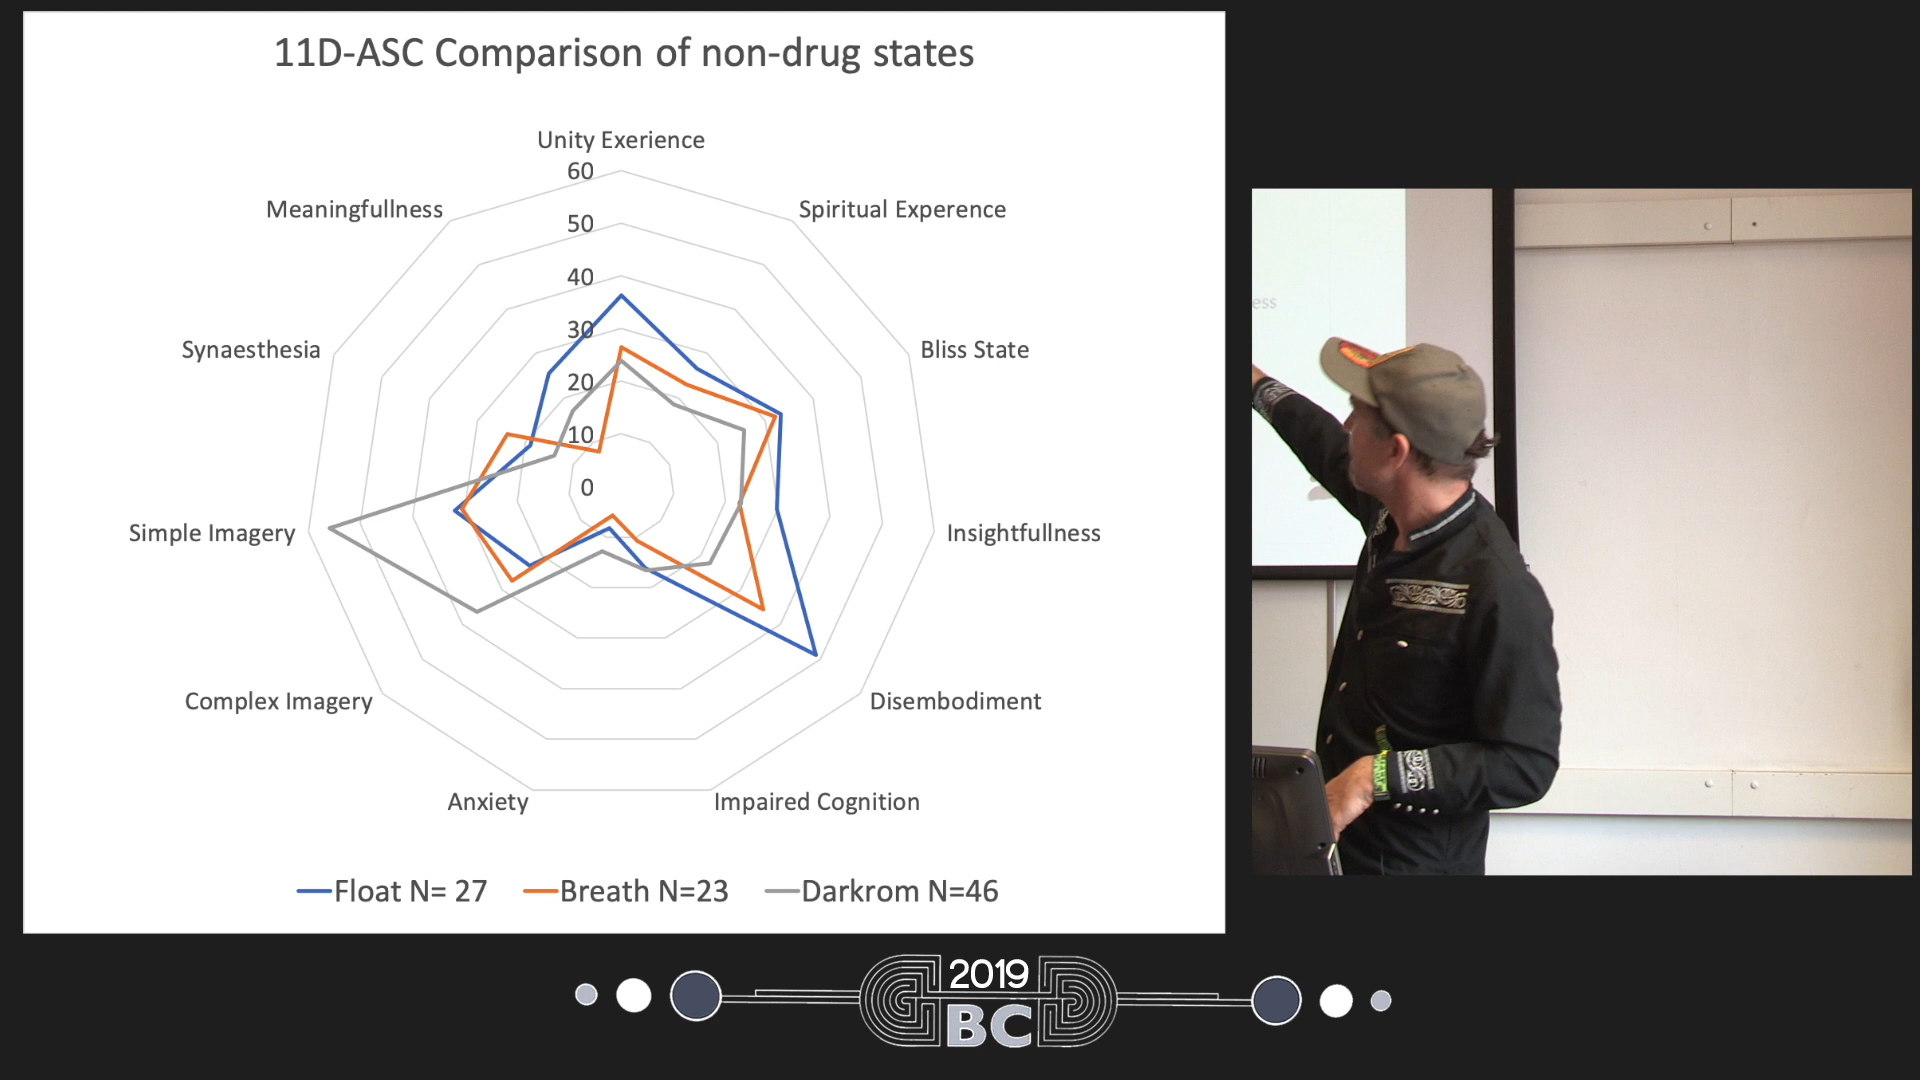 11D-ASC Comparison of non-drug states
Unity Exerience
Spiritual Experence
Bliss State
Insightfullness
Disembodiment
Impaired Cognition
Anxiety
Complex Imagery
Simple Imagery
Synaesthesia
Meaningfullness
60
50
40
30
20
10
0
Float N= 27
Breath N=23
Darkrom N=46
ess
2019
BC